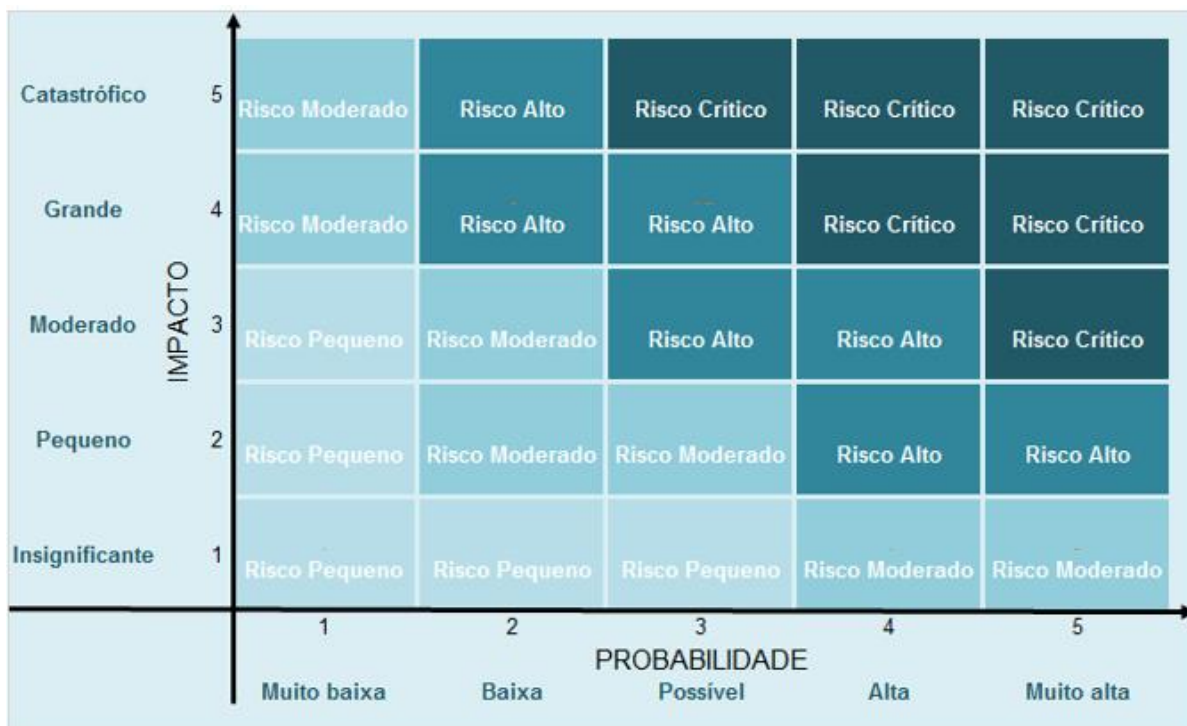 Catastrófico 5 Risco Moderado Risco Alto Risco Crítico Risco Crítico Risco Crítico
Grande 4 Risco Moderado Risco Alto Risco Alto Risco Crítico Risco Crítico
IMPACTO
Moderado 3 Risco Pequeno Risco Moderado Risco Alto Risco Alto Risco Crítico
Pequeno 2 Risco Pequeno Risco Moderado Risco Moderado Risco Alto Risco Alto
Insignificante 1 Risco Pequeno Risco Pequeno Risco Pequeno Risco Moderado Risco Moderado
1 2 3 4 5
PROBABILIDADE
Muito baixa Baixa Possível Alta Muito alta